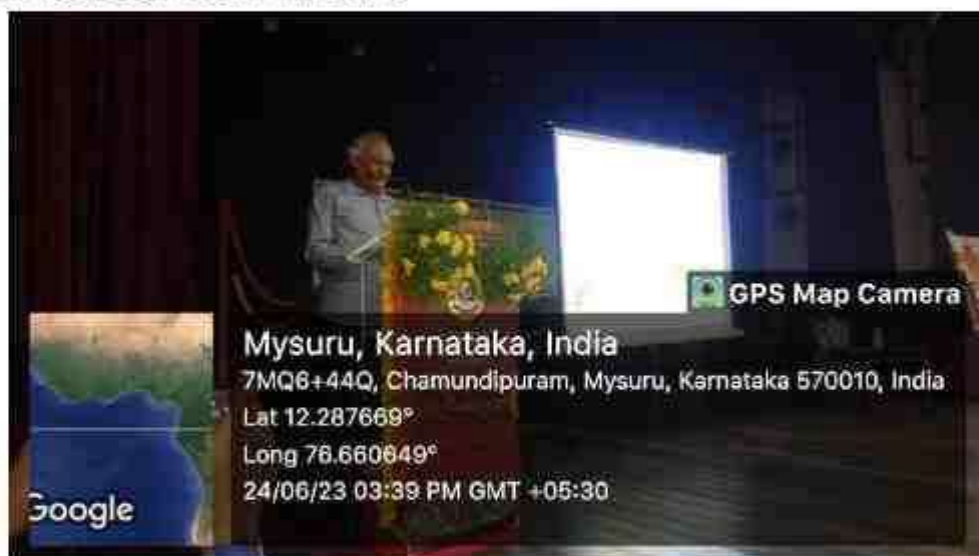 GPS Map Camera
Mysuru, Karnataka, India
7MQ6+44Q, Chamundipuram, Mysuru, Karnataka 570010, India
Lat 12.287669°
Long 76.660649°
24/06/23 03:39 PM GMT +05:30
Google